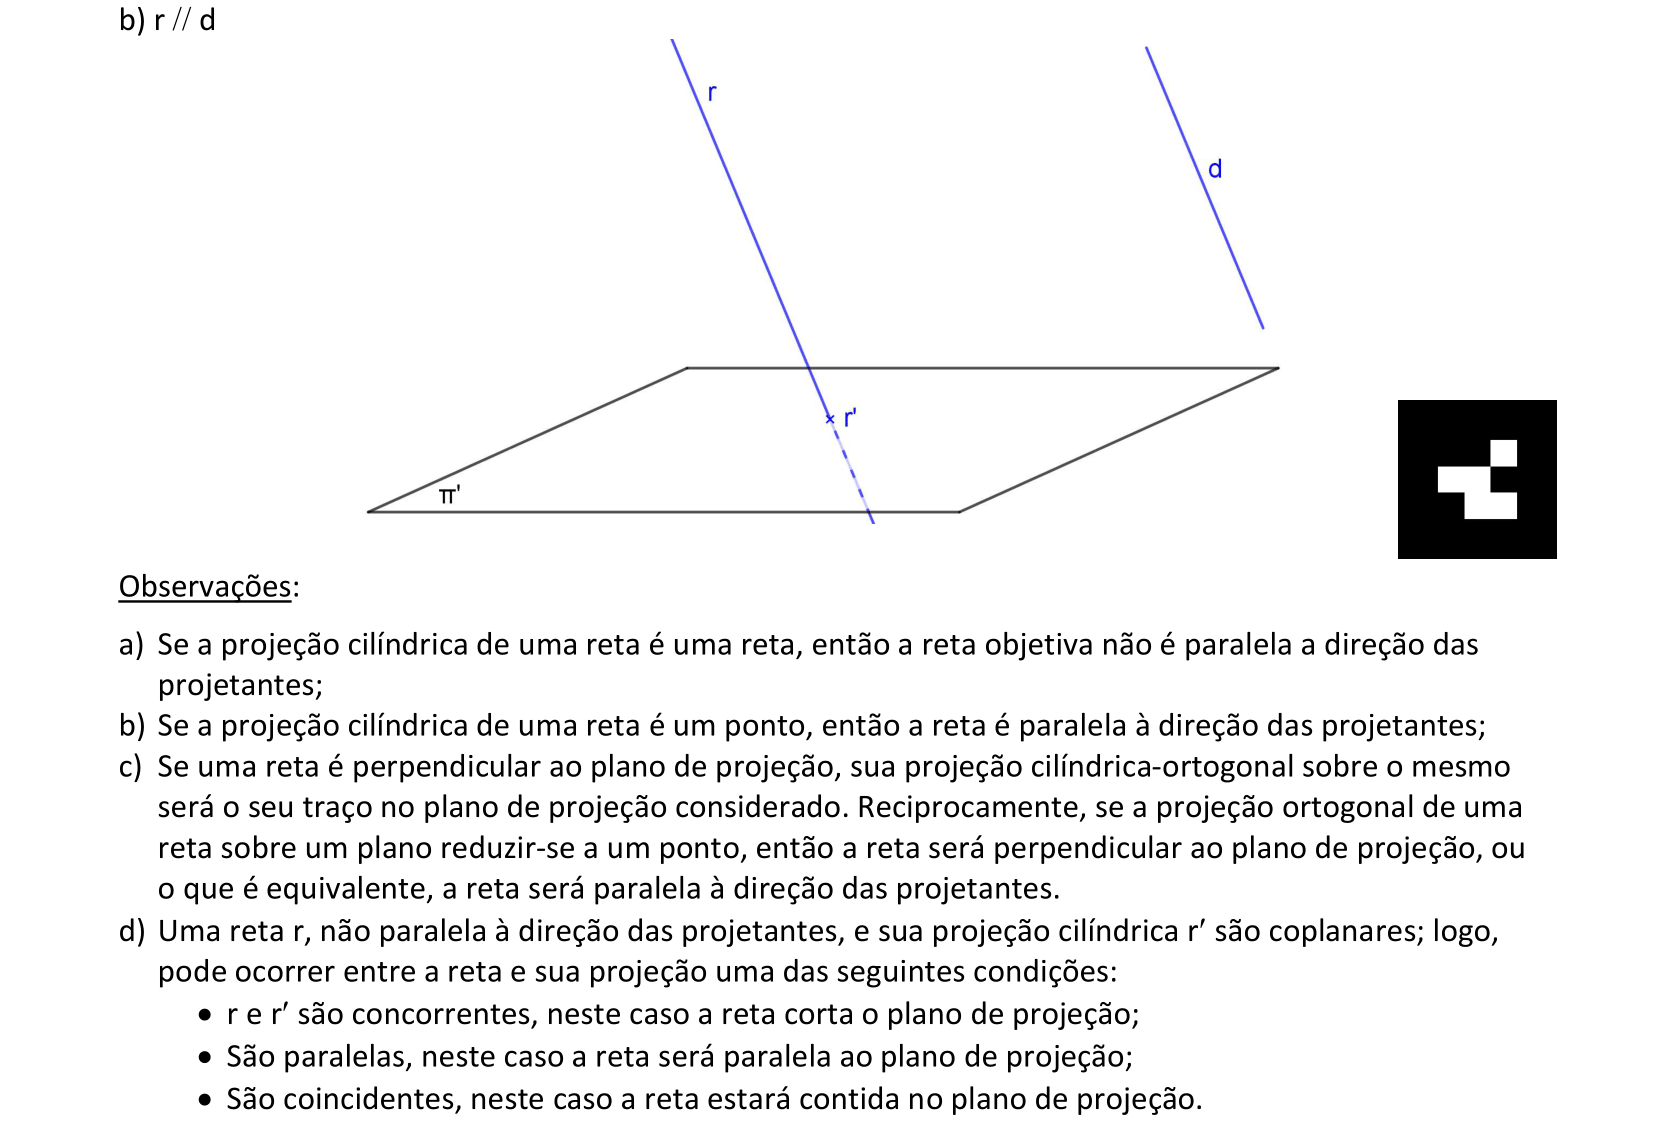 b) r // d
r
d
r'
π'
Observações:
a) Se a projeção cilíndrica de uma reta é uma reta, então a reta objetiva não é paralela a direção das
projetantes;
b) Se a projeção cilíndrica de uma reta é um ponto, então a reta é paralela à direção das projetantes;
c) Se uma reta é perpendicular ao plano de projeção, sua projeção cilíndrica-ortogonal sobre o mesmo
será o seu traço no plano de projeção considerado. Reciprocamente, se a projeção ortogonal de uma
reta sobre um plano reduzir-se a um ponto, então a reta será perpendicular ao plano de projeção, ou
o que é equivalente, a reta será paralela à direção das projetantes.
d) Uma reta r, não paralela à direção das projetantes, e sua projeção cilíndrica r’ são coplanares; logo,
pode ocorrer entre a reta e sua projeção uma das seguintes condições:
• r e r’ são concorrentes, neste caso a reta corta o plano de projeção;
• São paralelas, neste caso a reta será paralela ao plano de projeção;
• São coincidentes, neste caso a reta estará contida no plano de projeção.